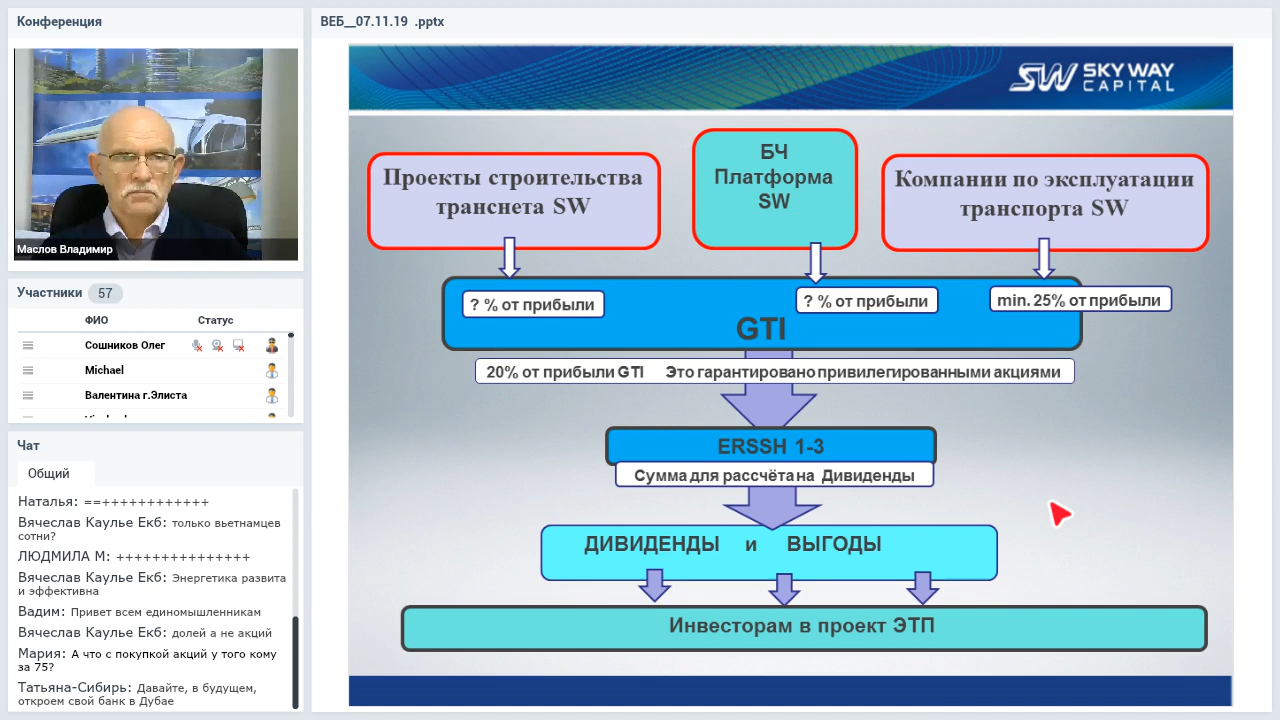 Конференция
Маслов Владимир
Участники 57
ФИО Статус
Сошников Олег
Michael
Валентина г.Элиста
Чат
Общий
Наталья: ==++++++++++++
Вячеслав Каулье Екб: только вьетнамцев
сотни?
ЛЮДМИЛА М: +++++++++++++++
Вячеслав Каулье Екб: Энергетика развита
и эффективна
Вадим: Привет всем единомышленникам
Вячеслав Каулье Екб: долей а не акций
Мария: А что с покупкой акций у того кому
за 75?
Татьяна-Сибирь: Давайте, в будущем,
откроем свой банк в Дубае
ВЕБ__07.11.19 .pptx
SW SKY WAY
CAPITAL
Проекты строительства
транснета SW
БЧ
Платформа
SW
Компании по эксплуатации
транспорта SW
? % от прибыли
? % от прибыли
min. 25% от прибыли
GTI
20% от прибыли GTI Это гарантировано привилегированными акциями
ERSSH 1-3
Сумма для рассчёта на Дивиденды
ДИВИДЕНДЫ и ВЫГОДЫ
Инвесторам в проект ЭТП